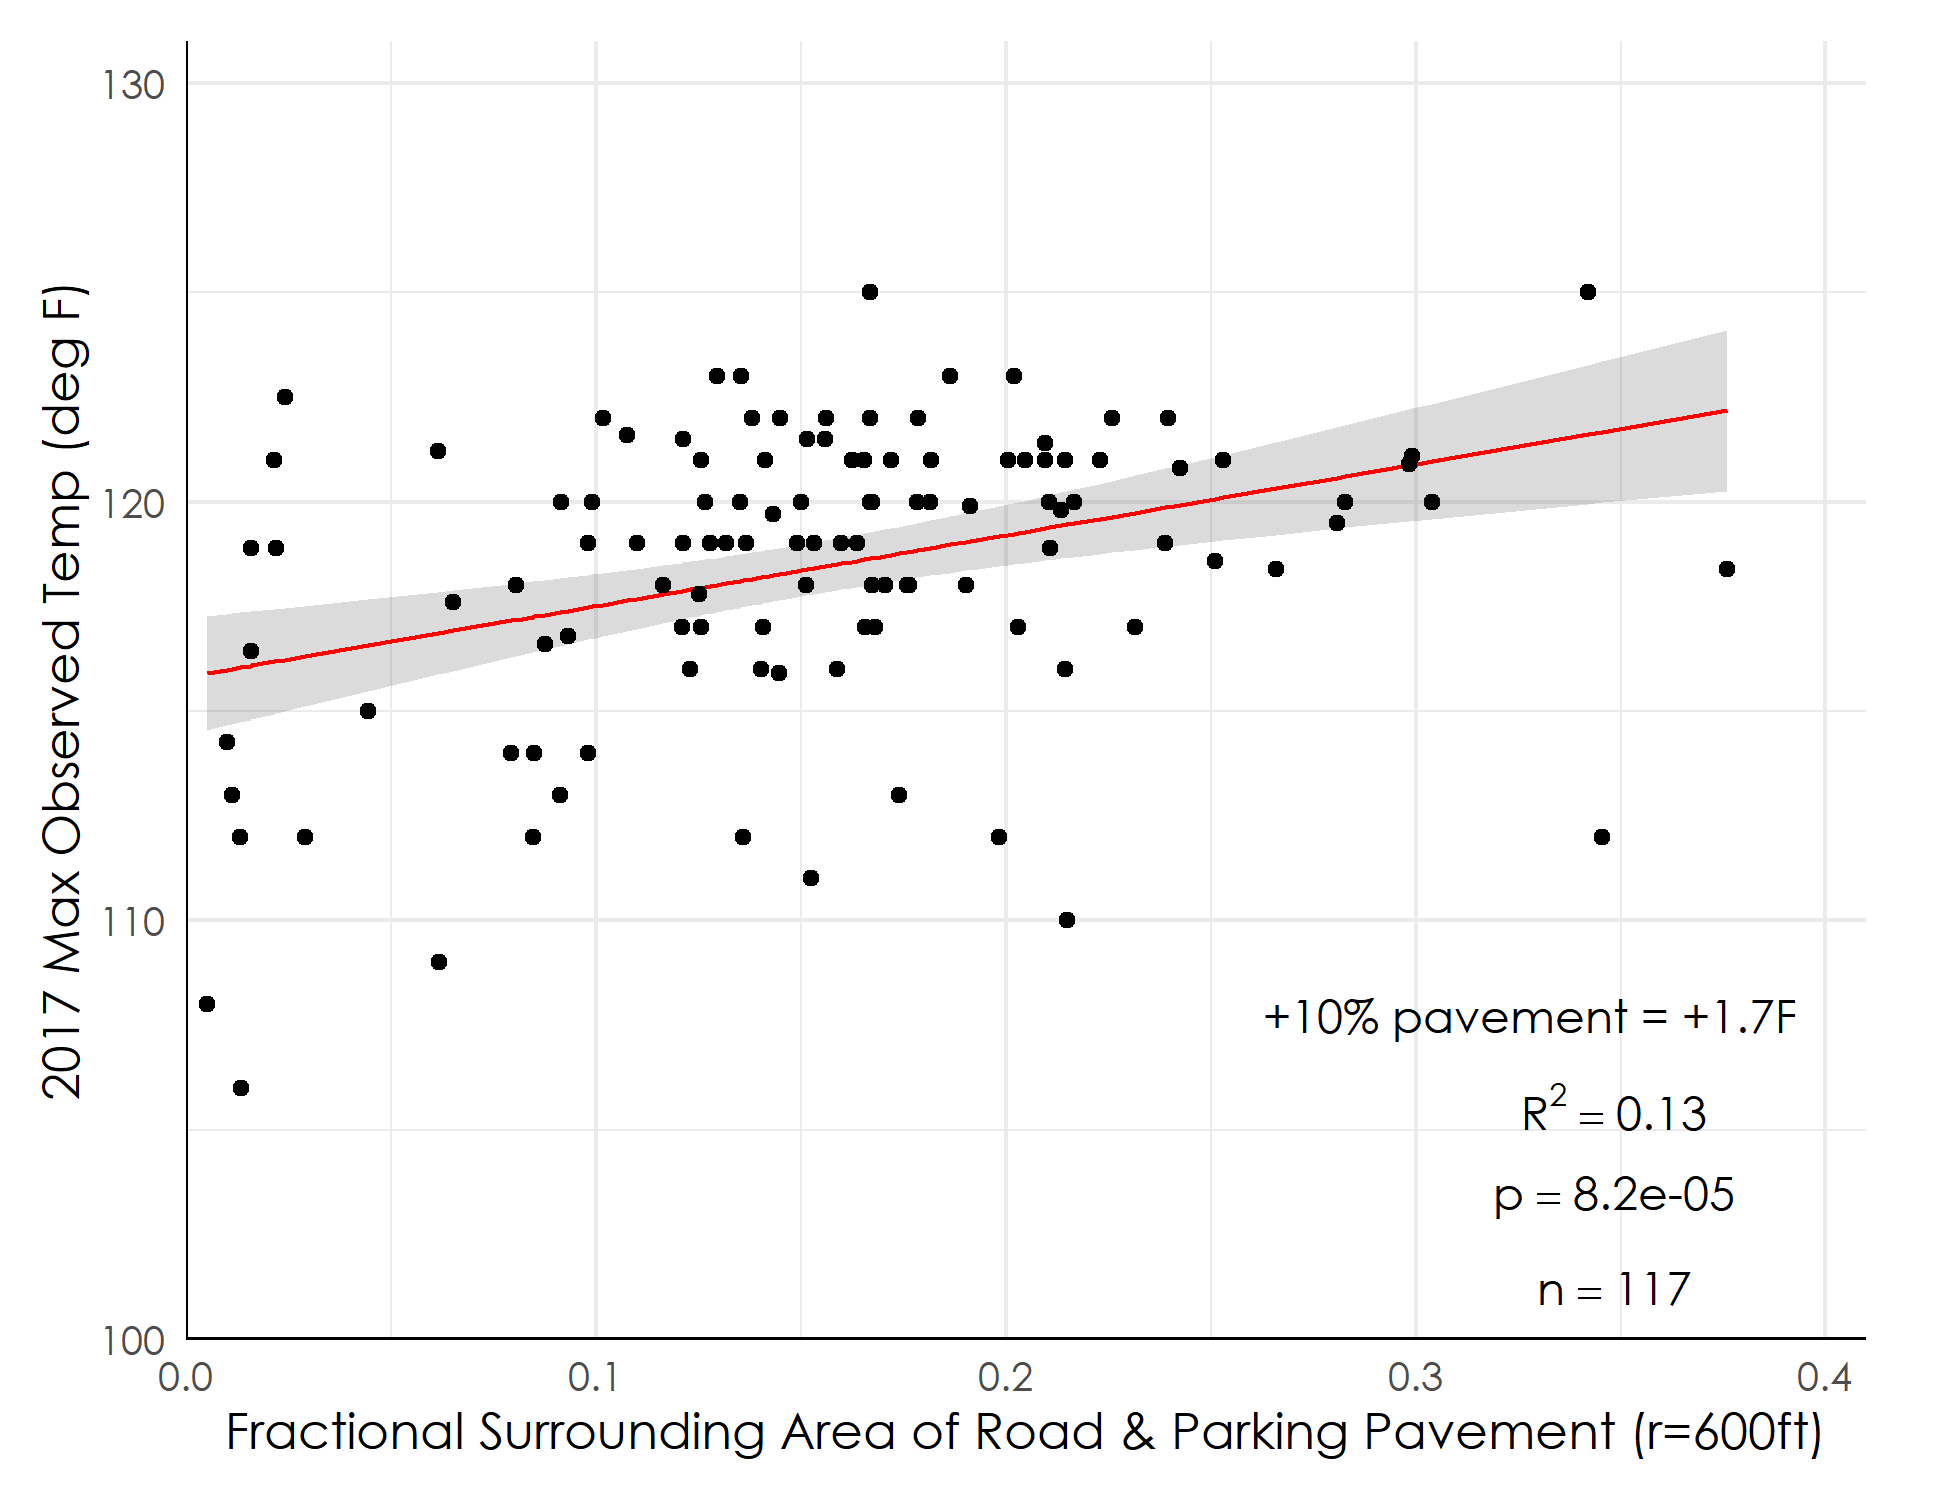 130
120
110
100
2017 Max Observed Temp (deg F)
+10% pavement = +1.7F
R² = 0.13
p = 8.2e-05
n = 117
0.0 0.1 0.2 0.3 0.4
Fractional Surrounding Area of Road & Parking Pavement (r=600ft)